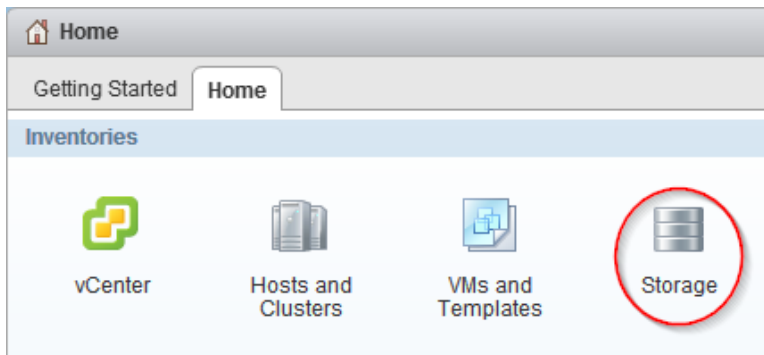 Home
Getting Started Home
Inventories
vCenter
Hosts and
Clusters
VMs and
Templates
Storage